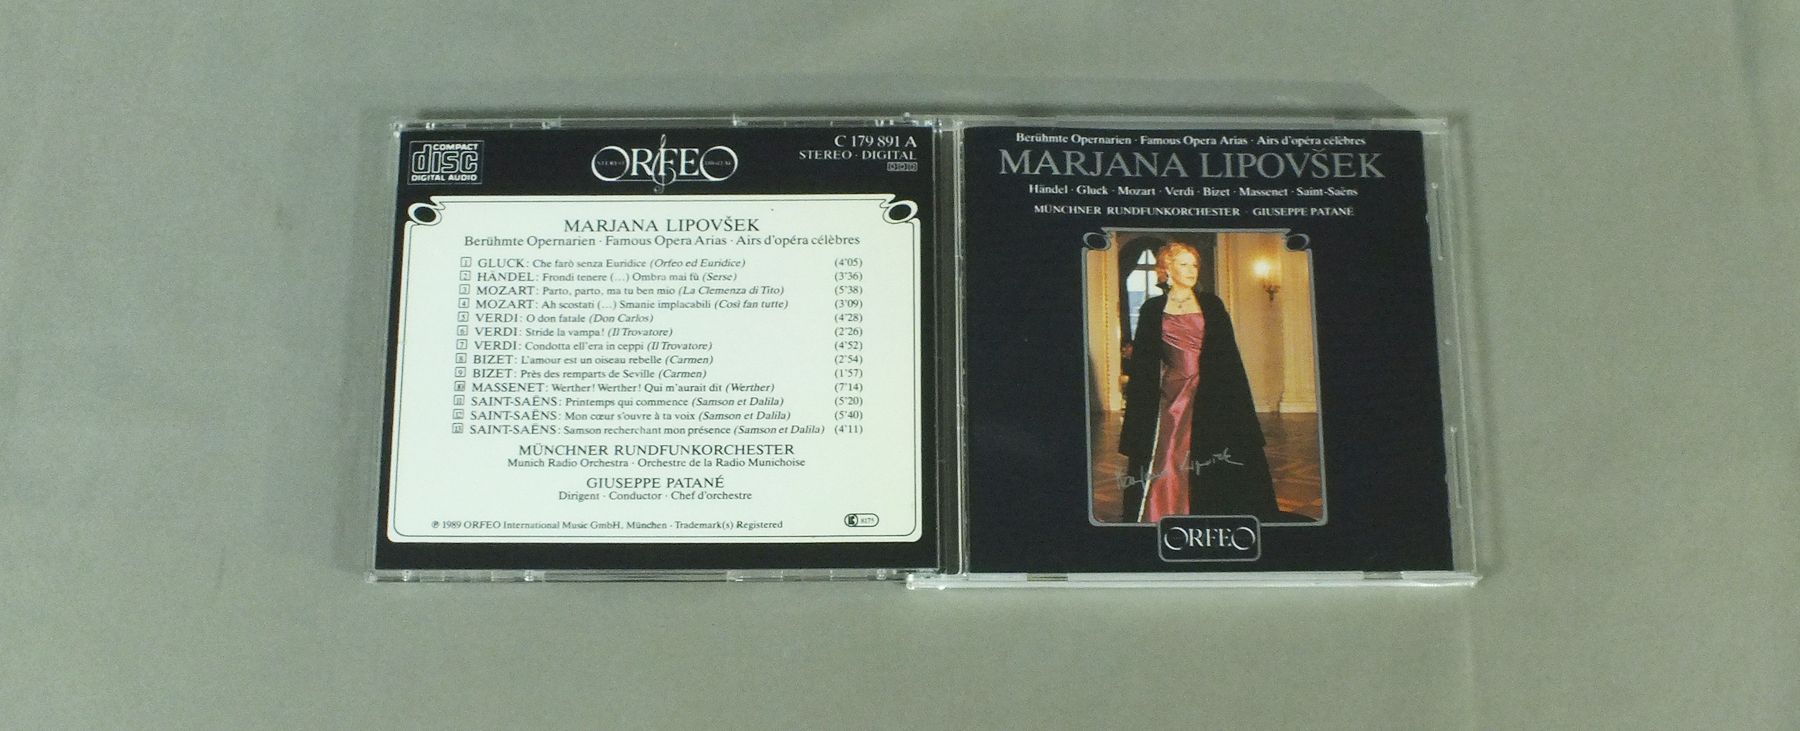 COMPACT
disc
DIGITAL AUDIO
STEREO ORFEO DIGITAL
C 179 891 A
STEREO · DIGITAL
DDD
MARJANA LIPOVŠEK
Berühmte Opernarien · Famous Opera Arias · Airs d'opéra célèbres
1 GLUCK: Che farò senza Euridice (Orfeo ed Euridice) (4'05)
2 HÄNDEL: Frondi tenere (...) Ombra mai fù (Serse) (3'36)
3 MOZART: Parto, parto, ma tu ben mio (La Clemenza di Tito) (5'38)
4 MOZART: Ah scostati (...) Smanie implacabili (Così fan tutte) (3'09)
5 VERDI: O don fatale (Don Carlos) (4'28)
6 VERDI: Stride la vampa! (Il Trovatore) (2'26)
7 VERDI: Condotta ell'era in ceppi (Il Trovatore) (4'52)
8 BIZET: L'amour est un oiseau rebelle (Carmen) (2'54)
9 BIZET: Près des remparts de Seville (Carmen) (1'57)
10 MASSENET: Werther! Werther! Qui m'aurait dit (Werther) (7'14)
11 SAINT-SAËNS: Printemps qui commence (Samson et Dalila) (5'20)
12 SAINT-SAËNS: Mon cœur s'ouvre à ta voix (Samson et Dalila) (5'40)
13 SAINT-SAËNS: Samson recherchant mon présence (Samson et Dalila) (4'11)
MÜNCHNER RUNDFUNKORCHESTER
Munich Radio Orchestra · Orchestre de la Radio Munichoise
GIUSEPPE PATANÉ
Dirigent · Conductor · Chef d'orchestre
℗ 1989 ORFEO International Music GmbH, München · Trademark(s) Registered
LC 8175
Berühmte Opernarien · Famous Opera Arias · Airs d'opéra célèbres
MARJANA LIPOVŠEK
Händel · Gluck · Mozart · Verdi · Bizet · Massenet · Saint-Saëns
MÜNCHNER RUNDFUNKORCHESTER · GIUSEPPE PATANÉ
Marjana Lipovšek
ORFEO